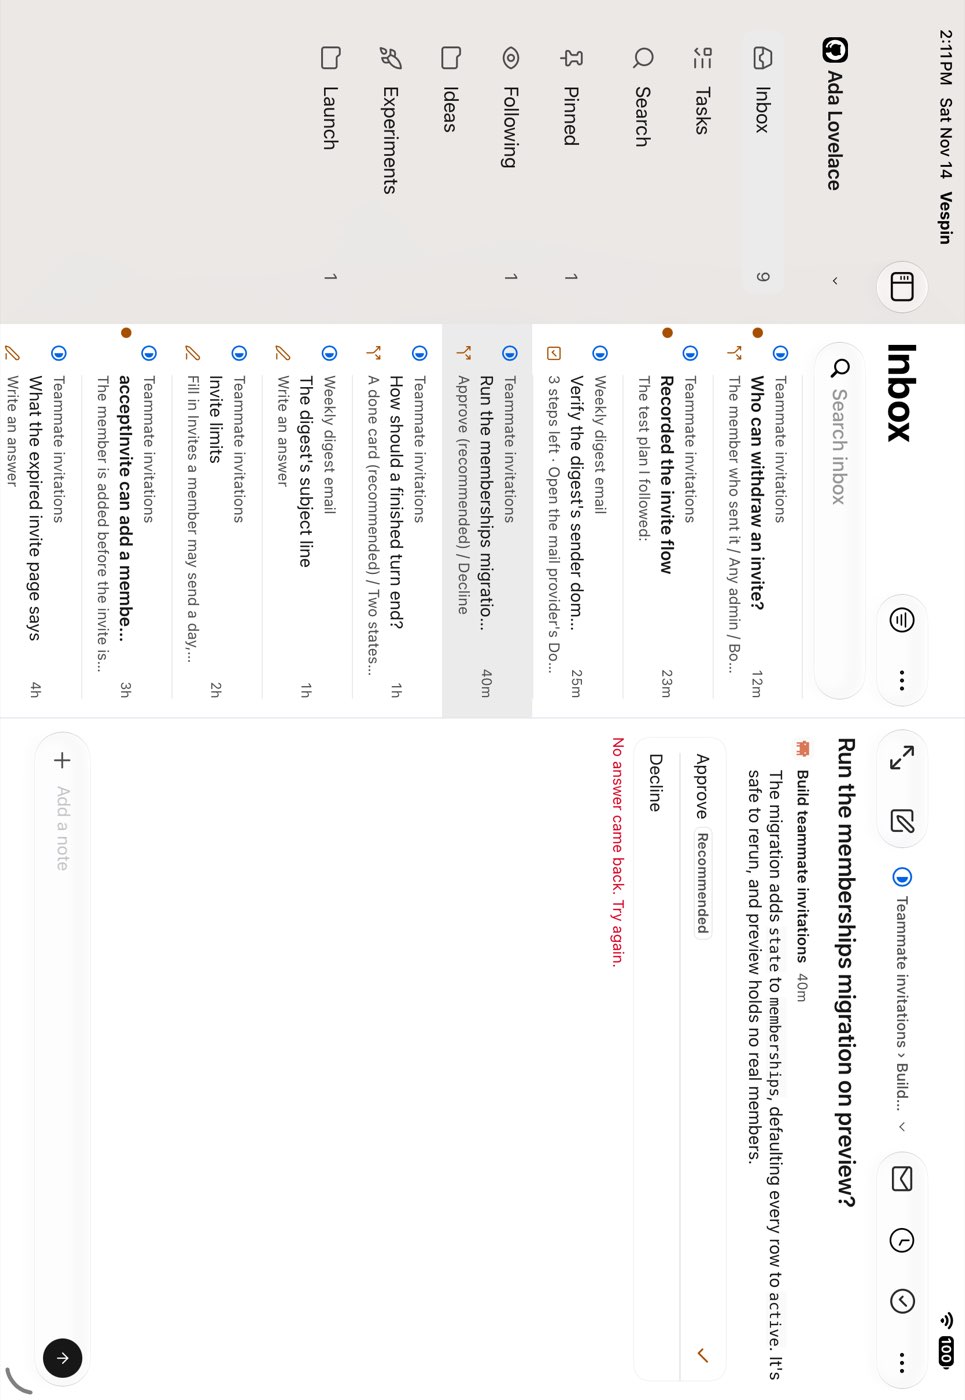 2:11 PM Sat Nov 14 Vespin
100
Ada Lovelace
Inbox 9
Tasks
Search
Pinned 1
Following 1
Ideas
Experiments
Launch 1
Inbox
Search inbox
Teammate invitations
Who can withdraw an invite? 12m
The member who sent it / Any admin / Bo...
Teammate invitations
Recorded the invite flow 23m
The test plan I followed:
Weekly digest email
Verify the digest's sender dom... 25m
3 steps left · Open the mail provider's Do...
Teammate invitations
Run the memberships migratio... 40m
Approve (recommended) / Decline
Teammate invitations
How should a finished turn end? 1h
A done card (recommended) / Two states...
Weekly digest email
The digest's subject line 1h
Write an answer
Teammate invitations
Invite limits 2h
Fill in Invites a member may send a day,...
Teammate invitations
acceptInvite can add a membe... 3h
The member is added before the invite is...
Teammate invitations
What the expired invite page says 4h
Write an answer
Teammate invitations › Build...
Run the memberships migration on preview?
Build teammate invitations 40m
The migration adds state to memberships, defaulting every row to active. It's
safe to rerun, and preview holds no real members.
Approve Recommended
Decline
No answer came back. Try again.
Add a note